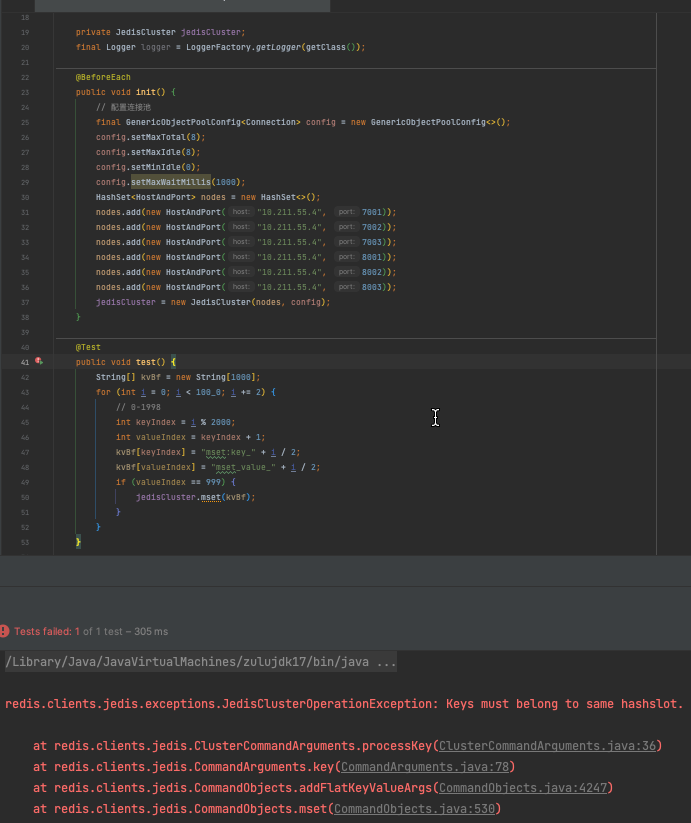 18
19 private JedisCluster jedisCluster;
20 final Logger logger = LoggerFactory.getLogger(getClass());
21
22 @BeforeEach
23 public void init() {
24 // 配置连接池
25 final GenericObjectPoolConfig<Connection> config = new GenericObjectPoolConfig<>();
26 config.setMaxTotal(8);
27 config.setMaxIdle(8);
28 config.setMinIdle(0);
29 config.setMaxWaitMillis(1000);
30 HashSet<HostAndPort> nodes = new HashSet<>();
31 nodes.add(new HostAndPort( host: "10.211.55.4", port: 7001));
32 nodes.add(new HostAndPort( host: "10.211.55.4", port: 7002));
33 nodes.add(new HostAndPort( host: "10.211.55.4", port: 7003));
34 nodes.add(new HostAndPort( host: "10.211.55.4", port: 8001));
35 nodes.add(new HostAndPort( host: "10.211.55.4", port: 8002));
36 nodes.add(new HostAndPort( host: "10.211.55.4", port: 8003));
37 jedisCluster = new JedisCluster(nodes, config);
38 }
39
40 @Test
41 public void test() {
42 String[] kvBf = new String[1000];
43 for (int i = 0; i < 100_0; i += 2) {
44 // 0-1998
45 int keyIndex = i % 2000;
46 int valueIndex = keyIndex + 1;
47 kvBf[keyIndex] = "mset:key_" + i / 2;
48 kvBf[valueIndex] = "mset_value_" + i / 2;
49 if (valueIndex == 999) {
50 jedisCluster.mset(kvBf);
51 }
52 }
53 }
Tests failed: 1 of 1 test – 305 ms
/Library/Java/JavaVirtualMachines/zulujdk17/bin/java ...
redis.clients.jedis.exceptions.JedisClusterOperationException: Keys must belong to same hashslot.
at redis.clients.jedis.ClusterCommandArguments.processKey(ClusterCommandArguments.java:36)
at redis.clients.jedis.CommandArguments.key(CommandArguments.java:78)
at redis.clients.jedis.CommandObjects.addFlatKeyValueArgs(CommandObjects.java:4247)
at redis.clients.jedis.CommandObjects.mset(CommandObjects.java:530)